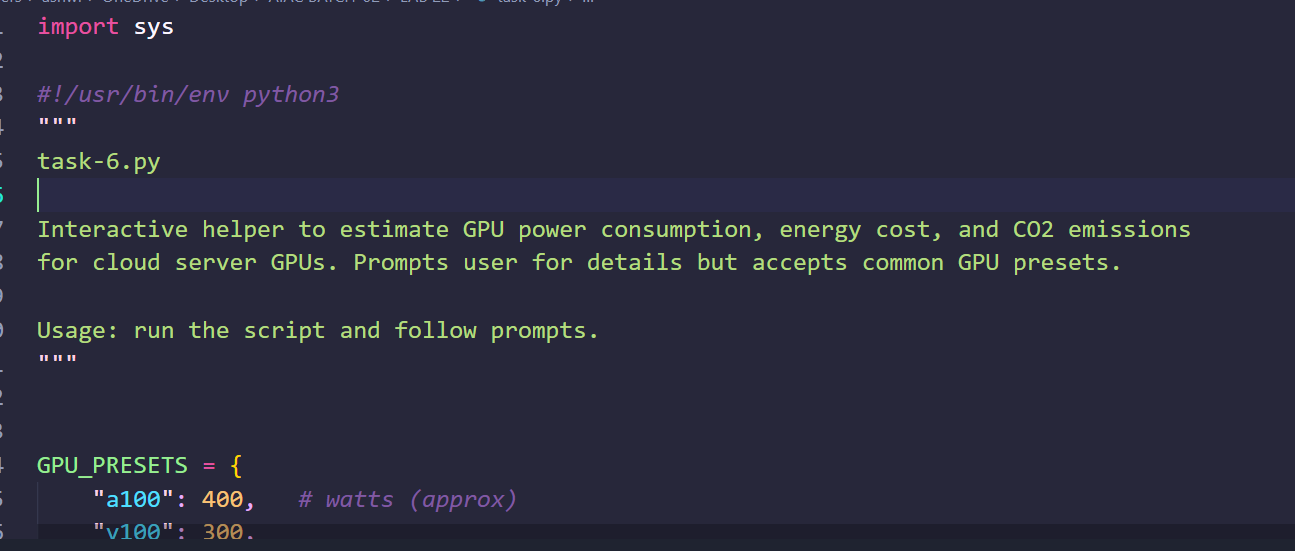 import sys
#!/usr/bin/env python3
"""
task-6.py
Interactive helper to estimate GPU power consumption, energy cost, and CO2 emissions
for cloud server GPUs. Prompts user for details but accepts common GPU presets.
Usage: run the script and follow prompts.
"""
GPU_PRESETS = {
"a100": 400,   # watts (approx)
"v100": 300,